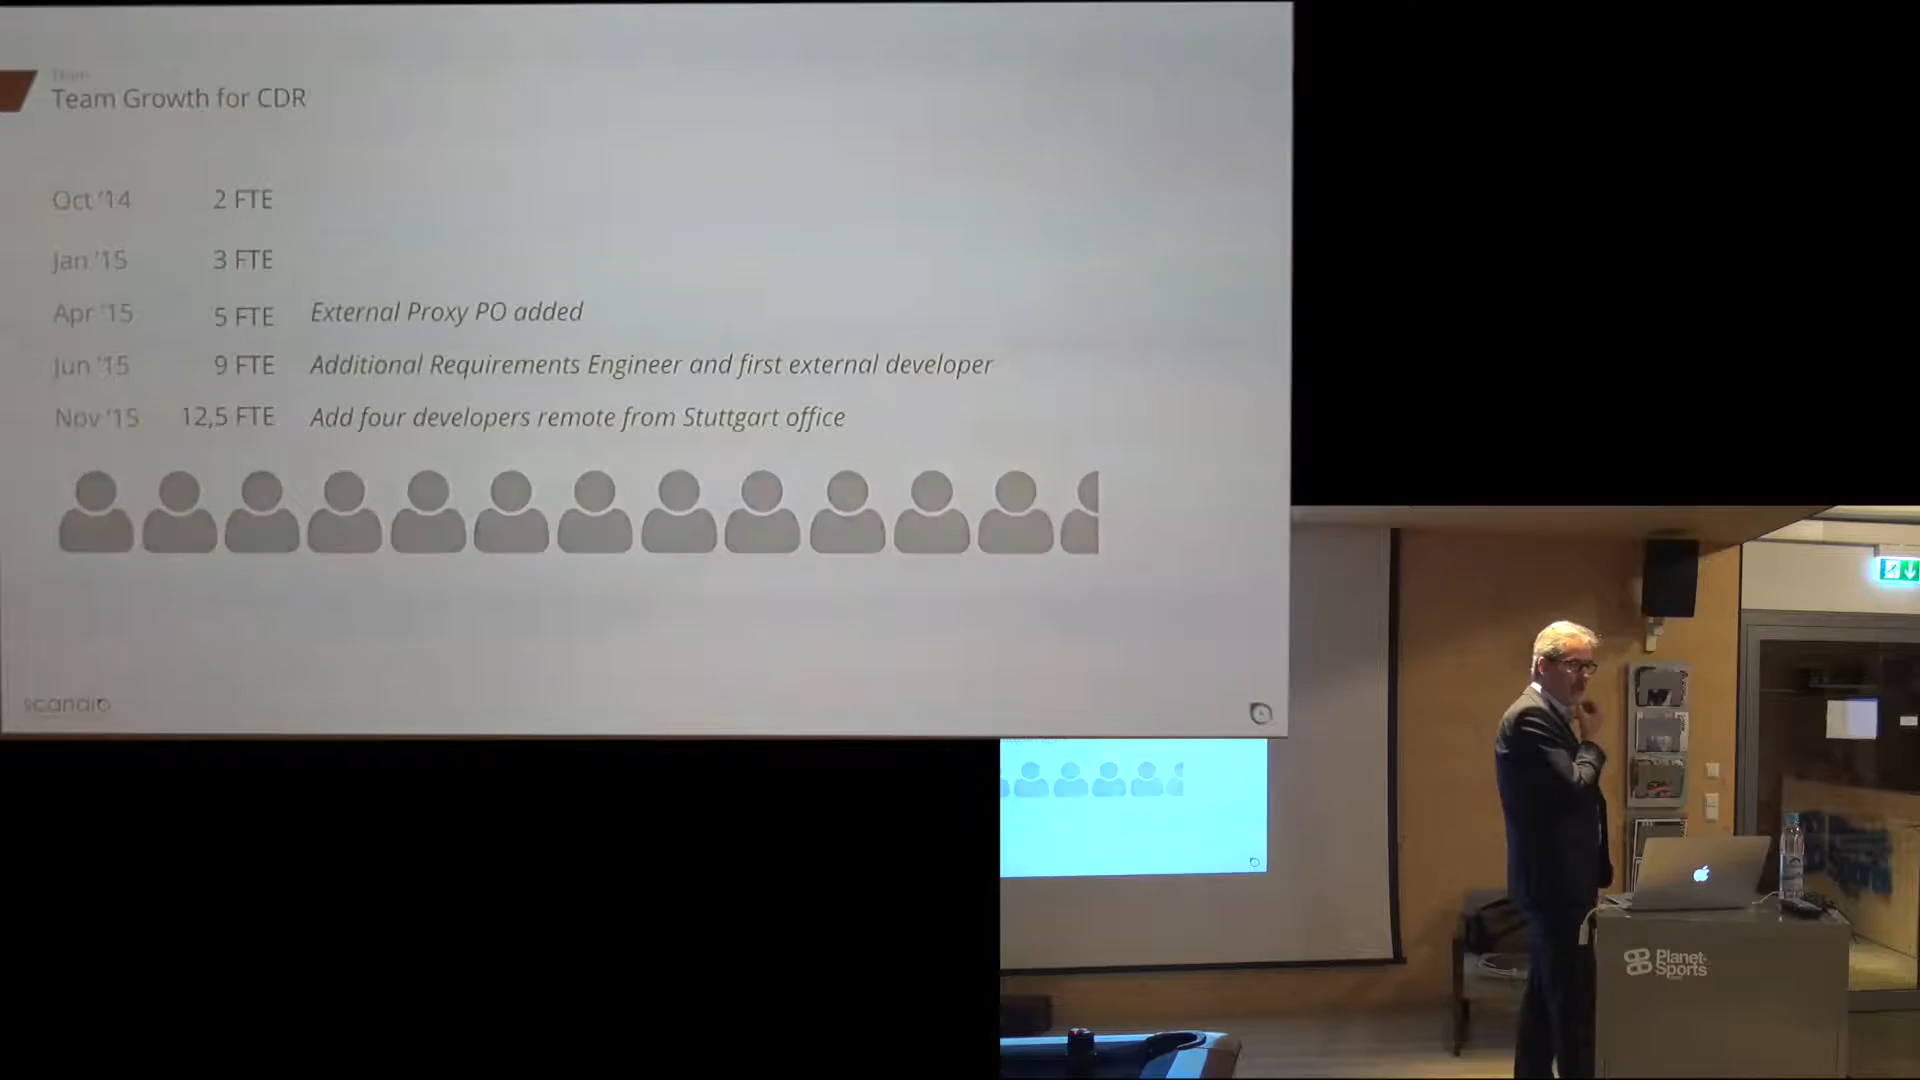 Team
Team Growth for CDR
Oct '14 2 FTE
Jan '15 3 FTE
Apr '15 5 FTE External Proxy PO added
Jun '15 9 FTE Additional Requirements Engineer and first external developer
Nov '15 12,5 FTE Add four developers remote from Stuttgart office
scandio
Planet-
Sports